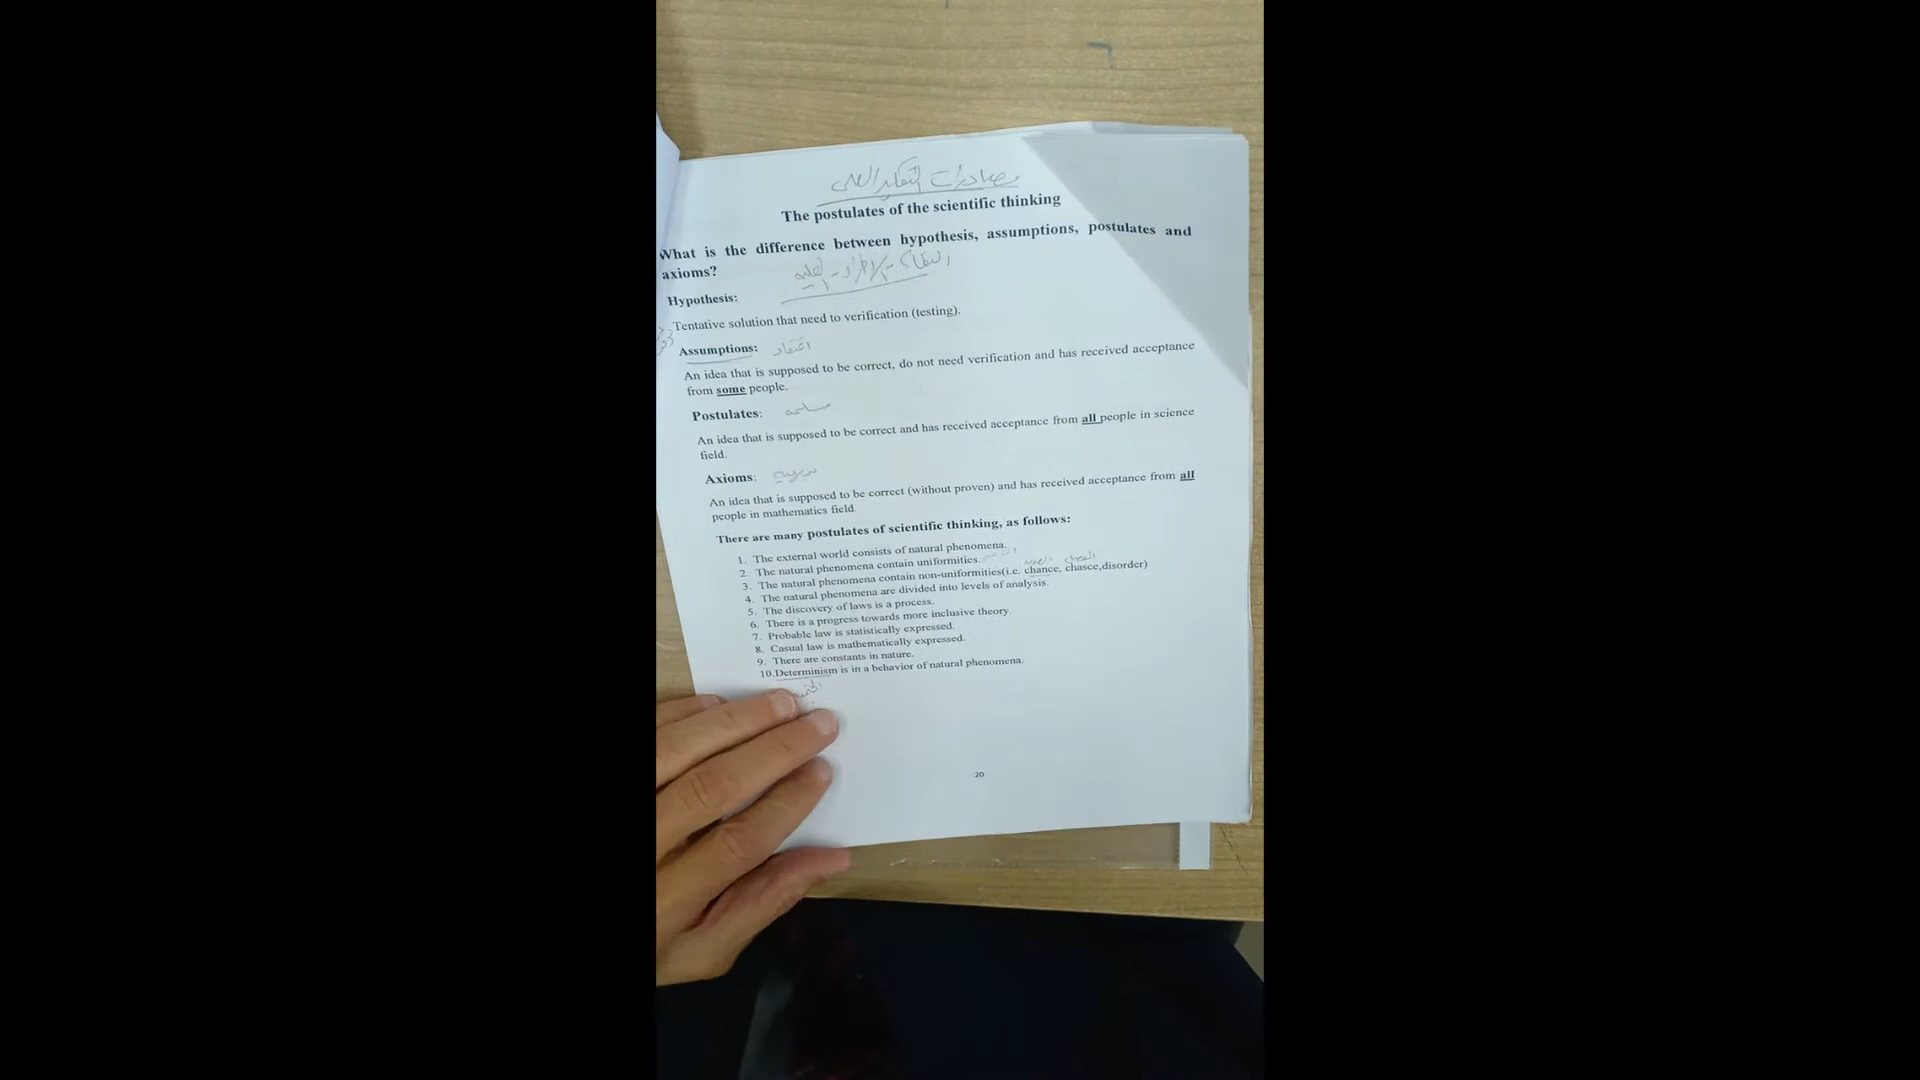 مصادرات التفكير العلمي
The postulates of the scientific thinking
What is the difference between hypothesis, assumptions, postulates and
axioms?
النظام - الاطراد - العلية
Hypothesis:
Tentative solution that need to verification (testing).
Assumptions: اعتقاد
An idea that is supposed to be correct, do not need verification and has received acceptance
from some people.
Postulates: مسلمة
An idea that is supposed to be correct and has received acceptance from all people in science
field.
Axioms: بديهية
An idea that is supposed to be correct (without proven) and has received acceptance from all
people in mathematics field.
There are many postulates of scientific thinking, as follows:
1. The external world consists of natural phenomena.
2. The natural phenomena contain uniformities.
3. The natural phenomena contain non-uniformities(i.e. chance, chasce,disorder)
4. The natural phenomena are divided into levels of analysis.
5. The discovery of laws is a process.
6. There is a progress towards more inclusive theory.
7. Probable law is statistically expressed.
8. Casual law is mathematically expressed.
9. There are constants in nature.
10.Determinism is in a behavior of natural phenomena.
20